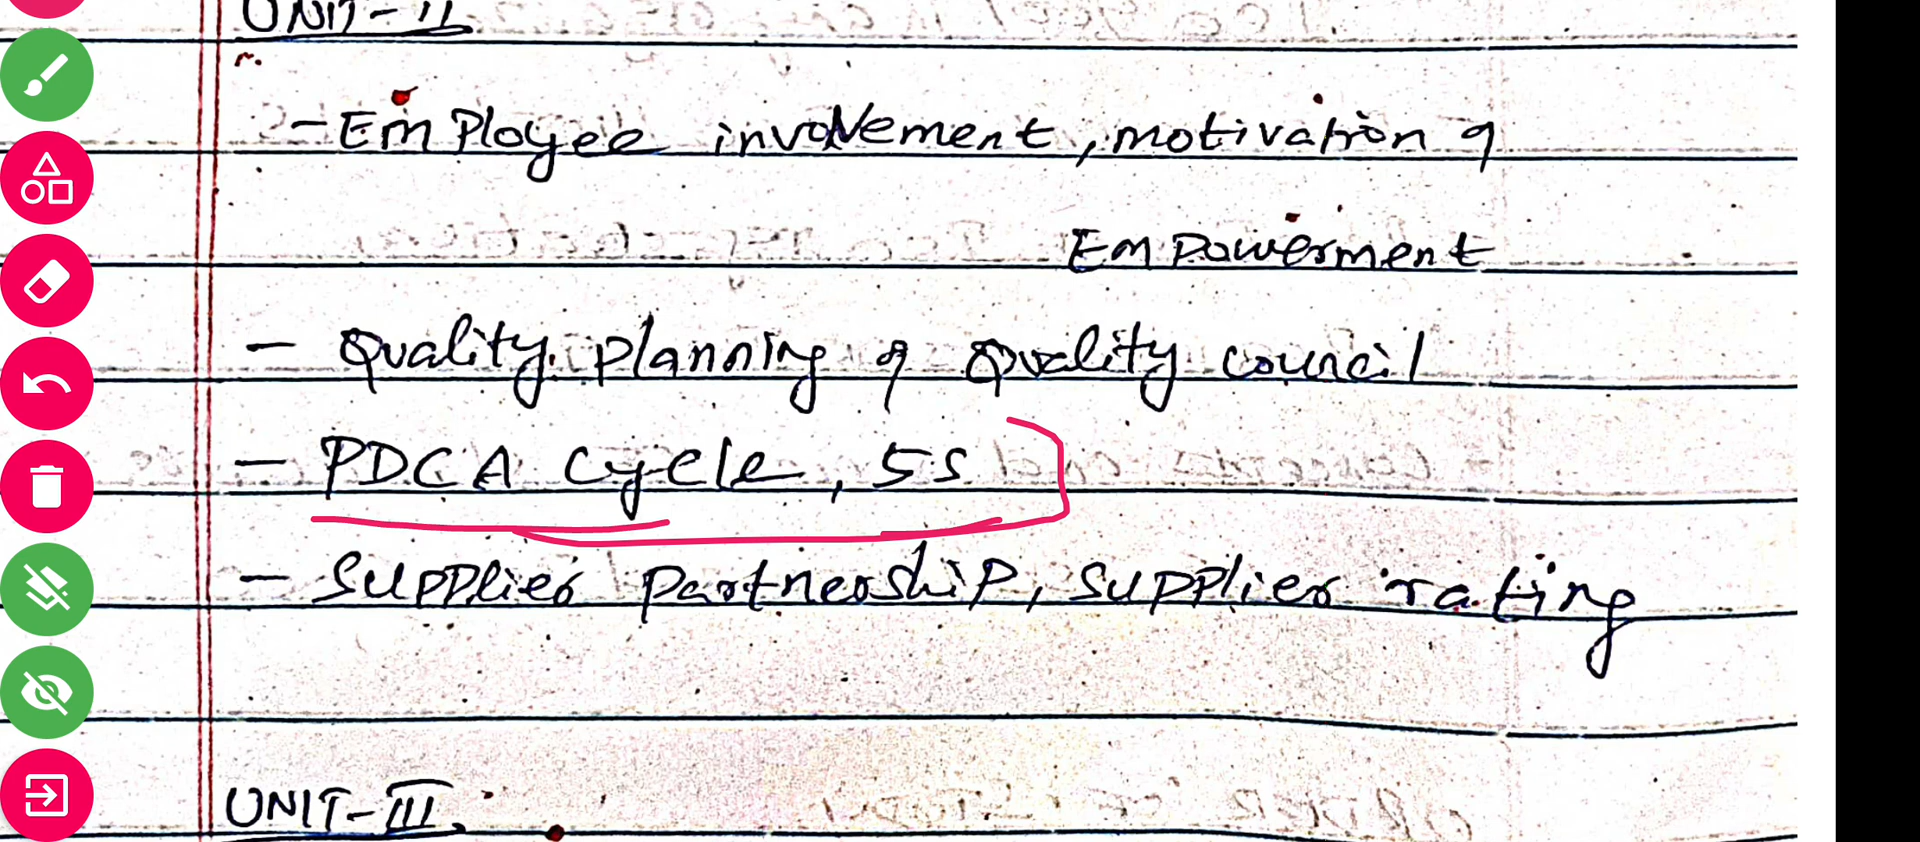 UNIT-II
- Employee involvement, motivation &
Empowerment
- Quality planning & Quality council
- PDCA Cycle, 5S
- Supplier partnership, supplier rating
UNIT-III